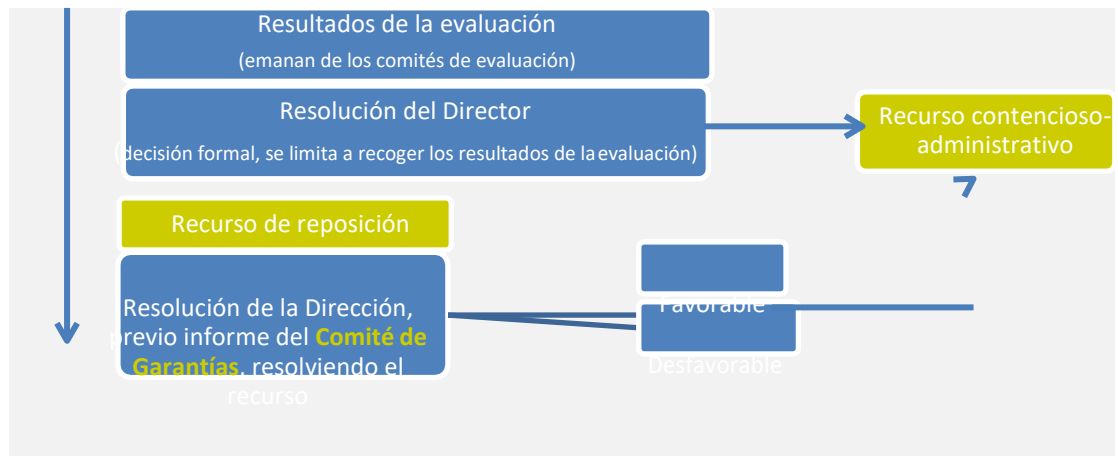 Resultados de la evaluación
(emanan de los comités de evaluación)
Resolución del Director
(decisión formal, se limita a recoger los resultados de la evaluación)
Recurso contencioso-
administrativo
Recurso de reposición
Resolución de la Dirección,
previo informe del Comité de
Garantías, resolviendo el
recurso
Favorable
Desfavorable